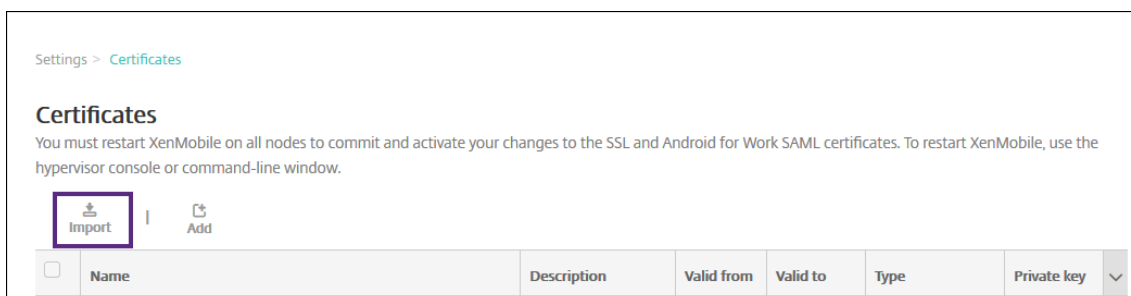 Settings > Certificates
Certificates
You must restart XenMobile on all nodes to commit and activate your changes to the SSL and Android for Work SAML certificates. To restart XenMobile, use the
hypervisor console or command-line window.
Import | Add
Name Description Valid from Valid to Type Private key